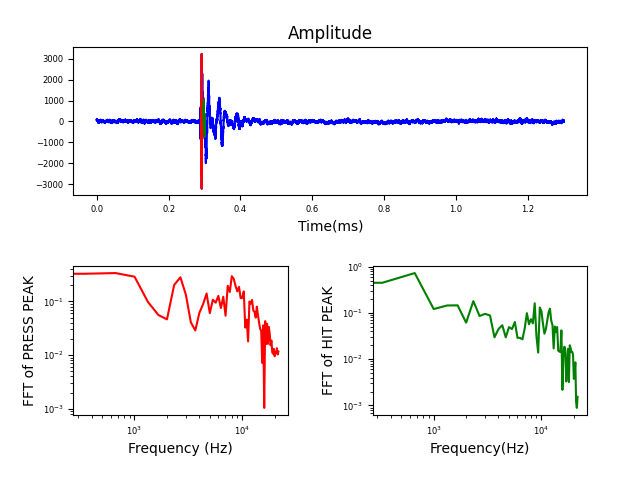 Amplitude
3000
2000
1000
0
−1000
−2000
−3000
0.0 0.2 0.4 0.6 0.8 1.0 1.2
Time(ms)
FFT of PRESS PEAK
10⁻¹
10⁻²
10⁻³
10³ 10⁴
Frequency (Hz)
FFT of HIT PEAK
10⁰
10⁻¹
10⁻²
10⁻³
10³ 10⁴
Frequency(Hz)